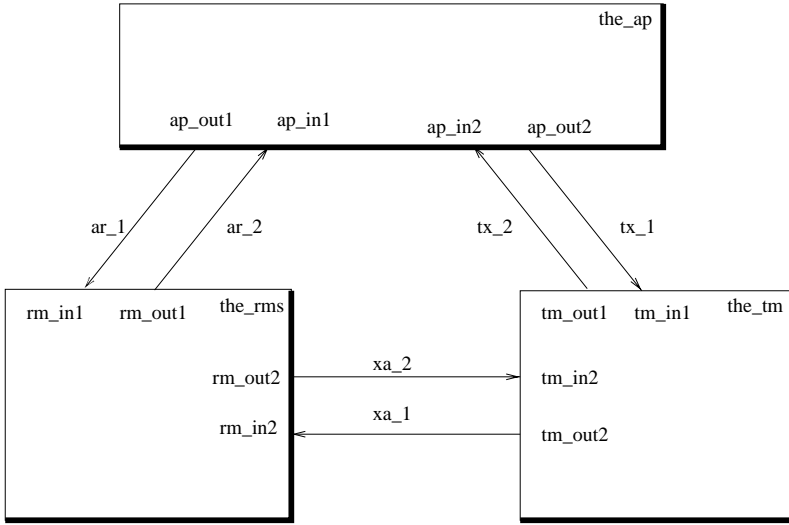 the_ap
ap_out1 ap_in1 ap_in2 ap_out2
ar_1 ar_2 tx_2 tx_1
rm_in1 rm_out1 the_rms tm_out1 tm_in1 the_tm
xa_2
rm_out2 tm_in2
xa_1
rm_in2 tm_out2